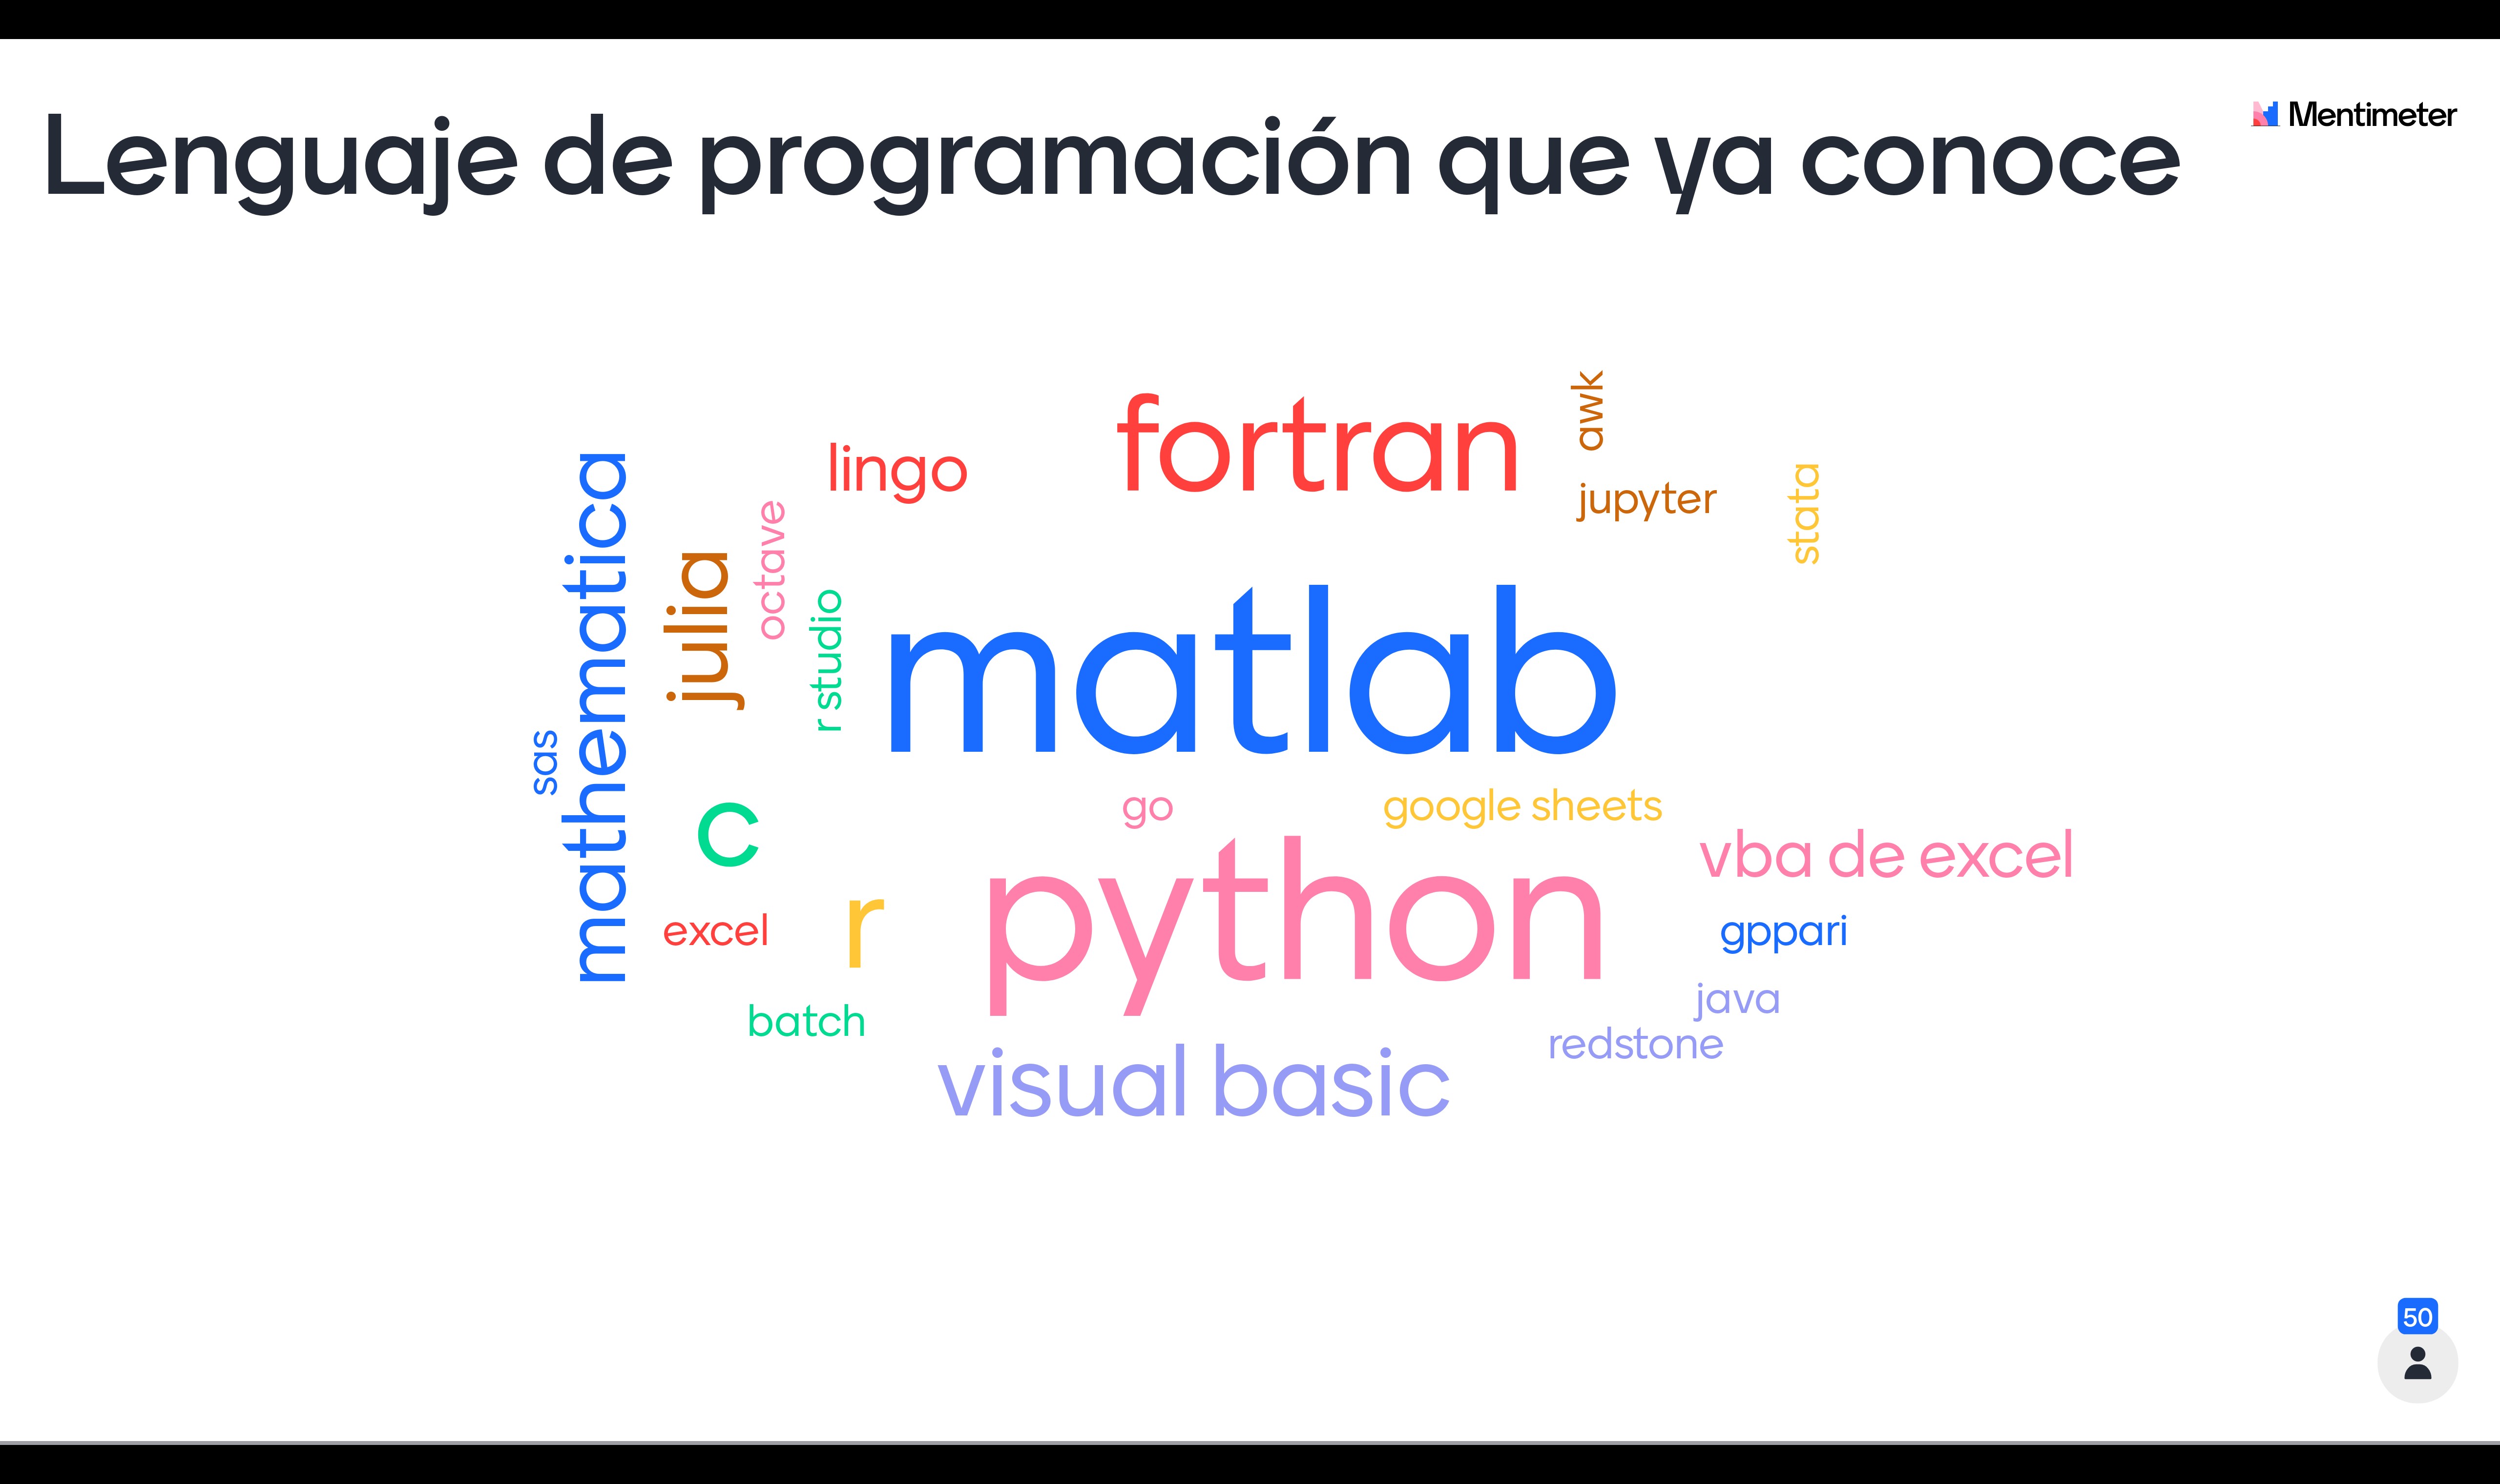 Lenguaje de programación que ya conoce
Mentimeter
awk
fortran
lingo
mathematica
stata
jupyter
octave
julia
r studio
matlab
sas
go
google sheets
c
vba de excel
r
python
excel
gppari
java
batch
redstone
visual basic
50